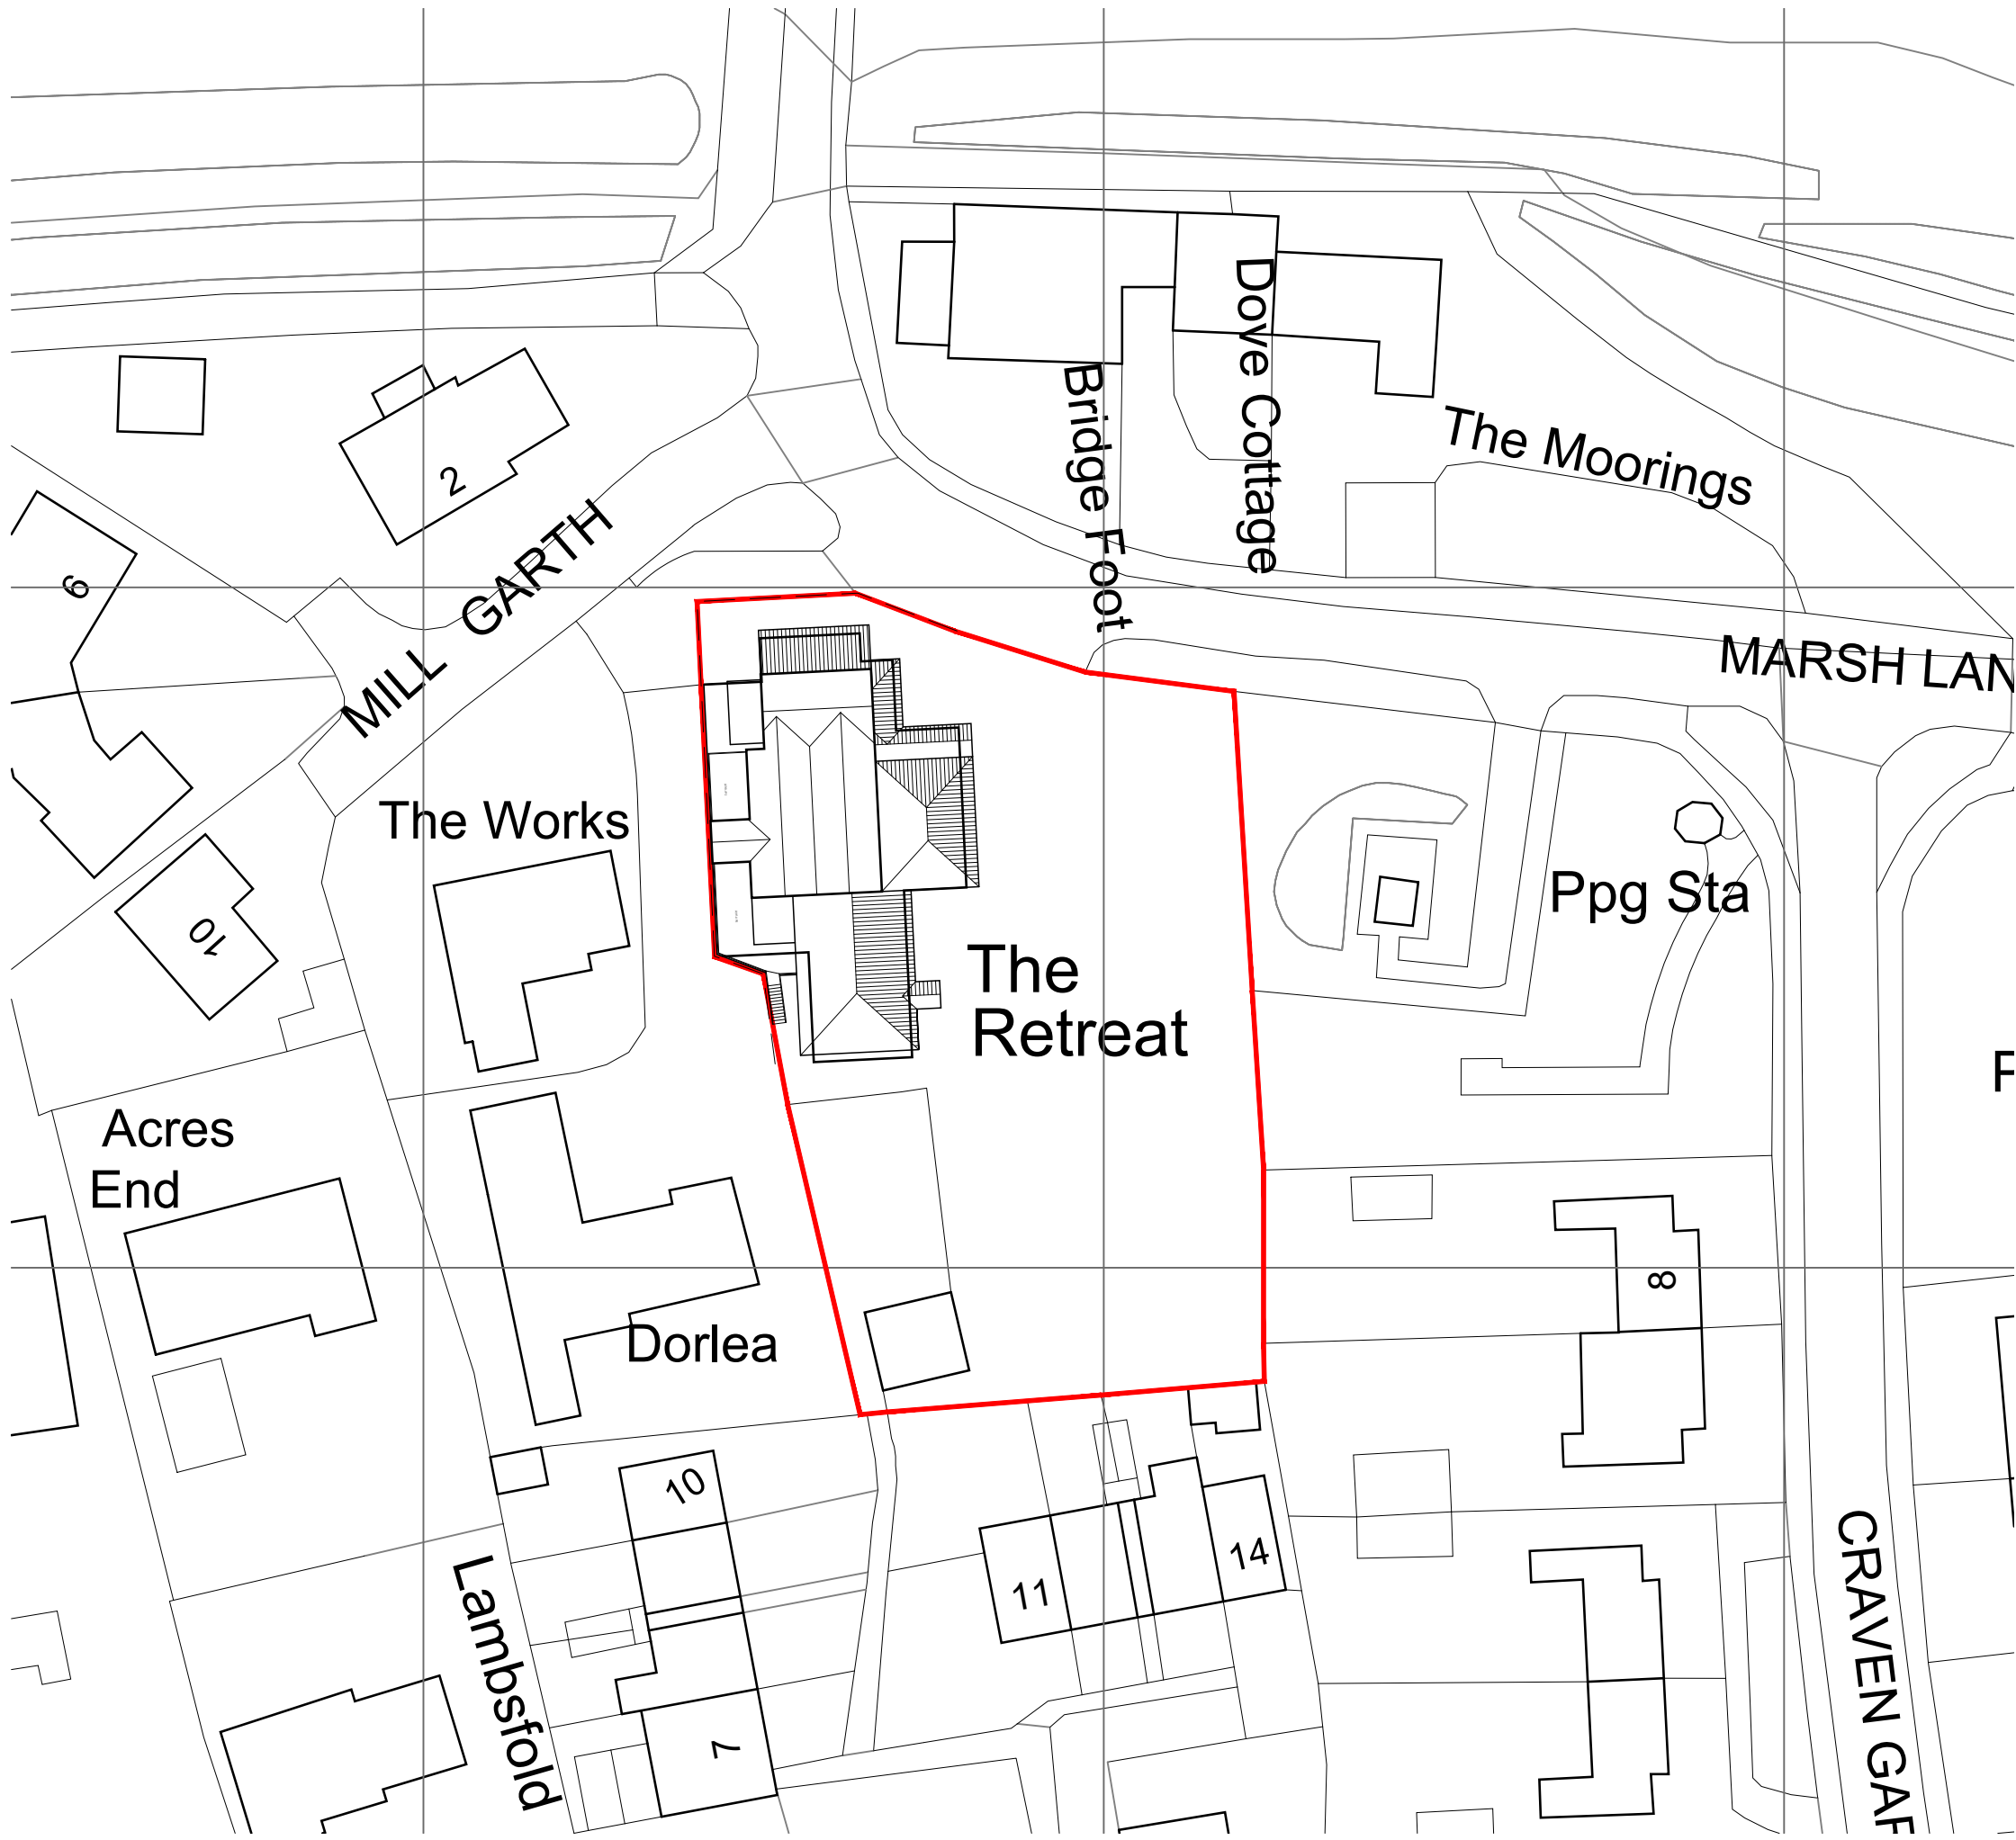 Dove Cottage
Bridge Foot
The Moorings
2
6
MILL GARTH
MARSH LAN
The Works
Ppg Sta
10
The
Retreat
P
Acres
End
8
Dorlea
10
14
11
Lambsfold
7
CRAVEN GAR